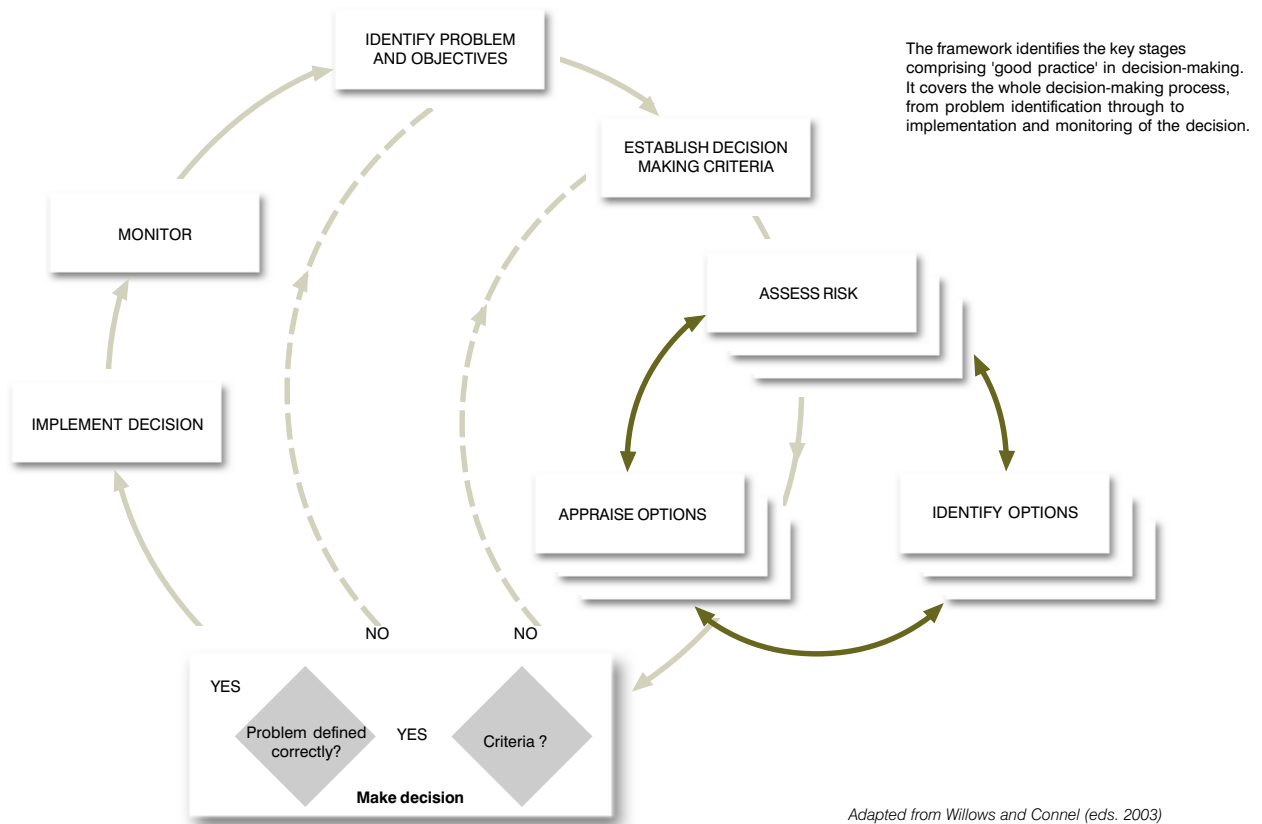 IDENTIFY PROBLEM
AND OBJECTIVES
The framework identifies the key stages
comprising 'good practice' in decision-making.
It covers the whole decision-making process,
from problem identification through to
implementation and monitoring of the decision.
ESTABLISH DECISION
MAKING CRITERIA
MONITOR
ASSESS RISK
IMPLEMENT DECISION
APPRAISE OPTIONS
IDENTIFY OPTIONS
NO
NO
YES
Problem defined
correctly?
YES
Criteria ?
Make decision
Adapted from Willows and Connel (eds. 2003)